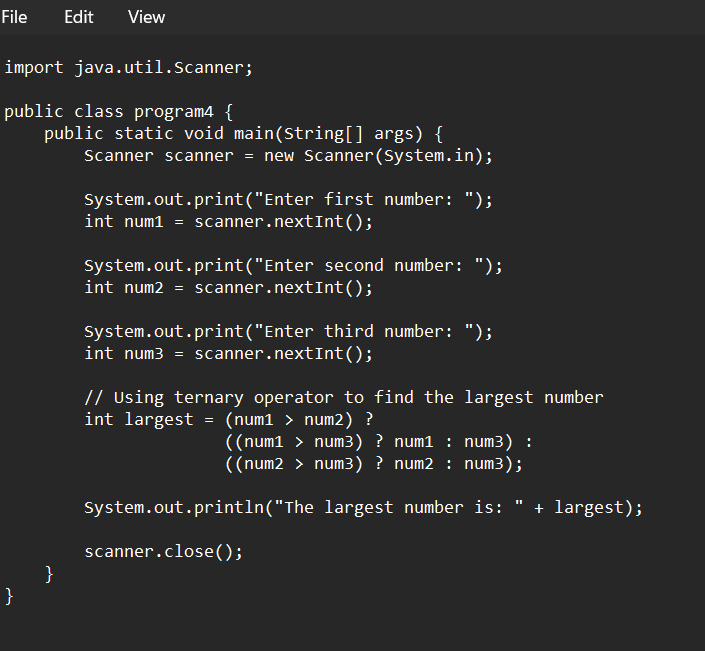 File Edit View
import java.util.Scanner;
public class program4 {
    public static void main(String[] args) {
        Scanner scanner = new Scanner(System.in);
        System.out.print("Enter first number: ");
        int num1 = scanner.nextInt();
        System.out.print("Enter second number: ");
        int num2 = scanner.nextInt();
        System.out.print("Enter third number: ");
        int num3 = scanner.nextInt();
        // Using ternary operator to find the largest number
        int largest = (num1 > num2) ?
                      ((num1 > num3) ? num1 : num3) :
                      ((num2 > num3) ? num2 : num3);
        System.out.println("The largest number is: " + largest);
        scanner.close();
    }
}